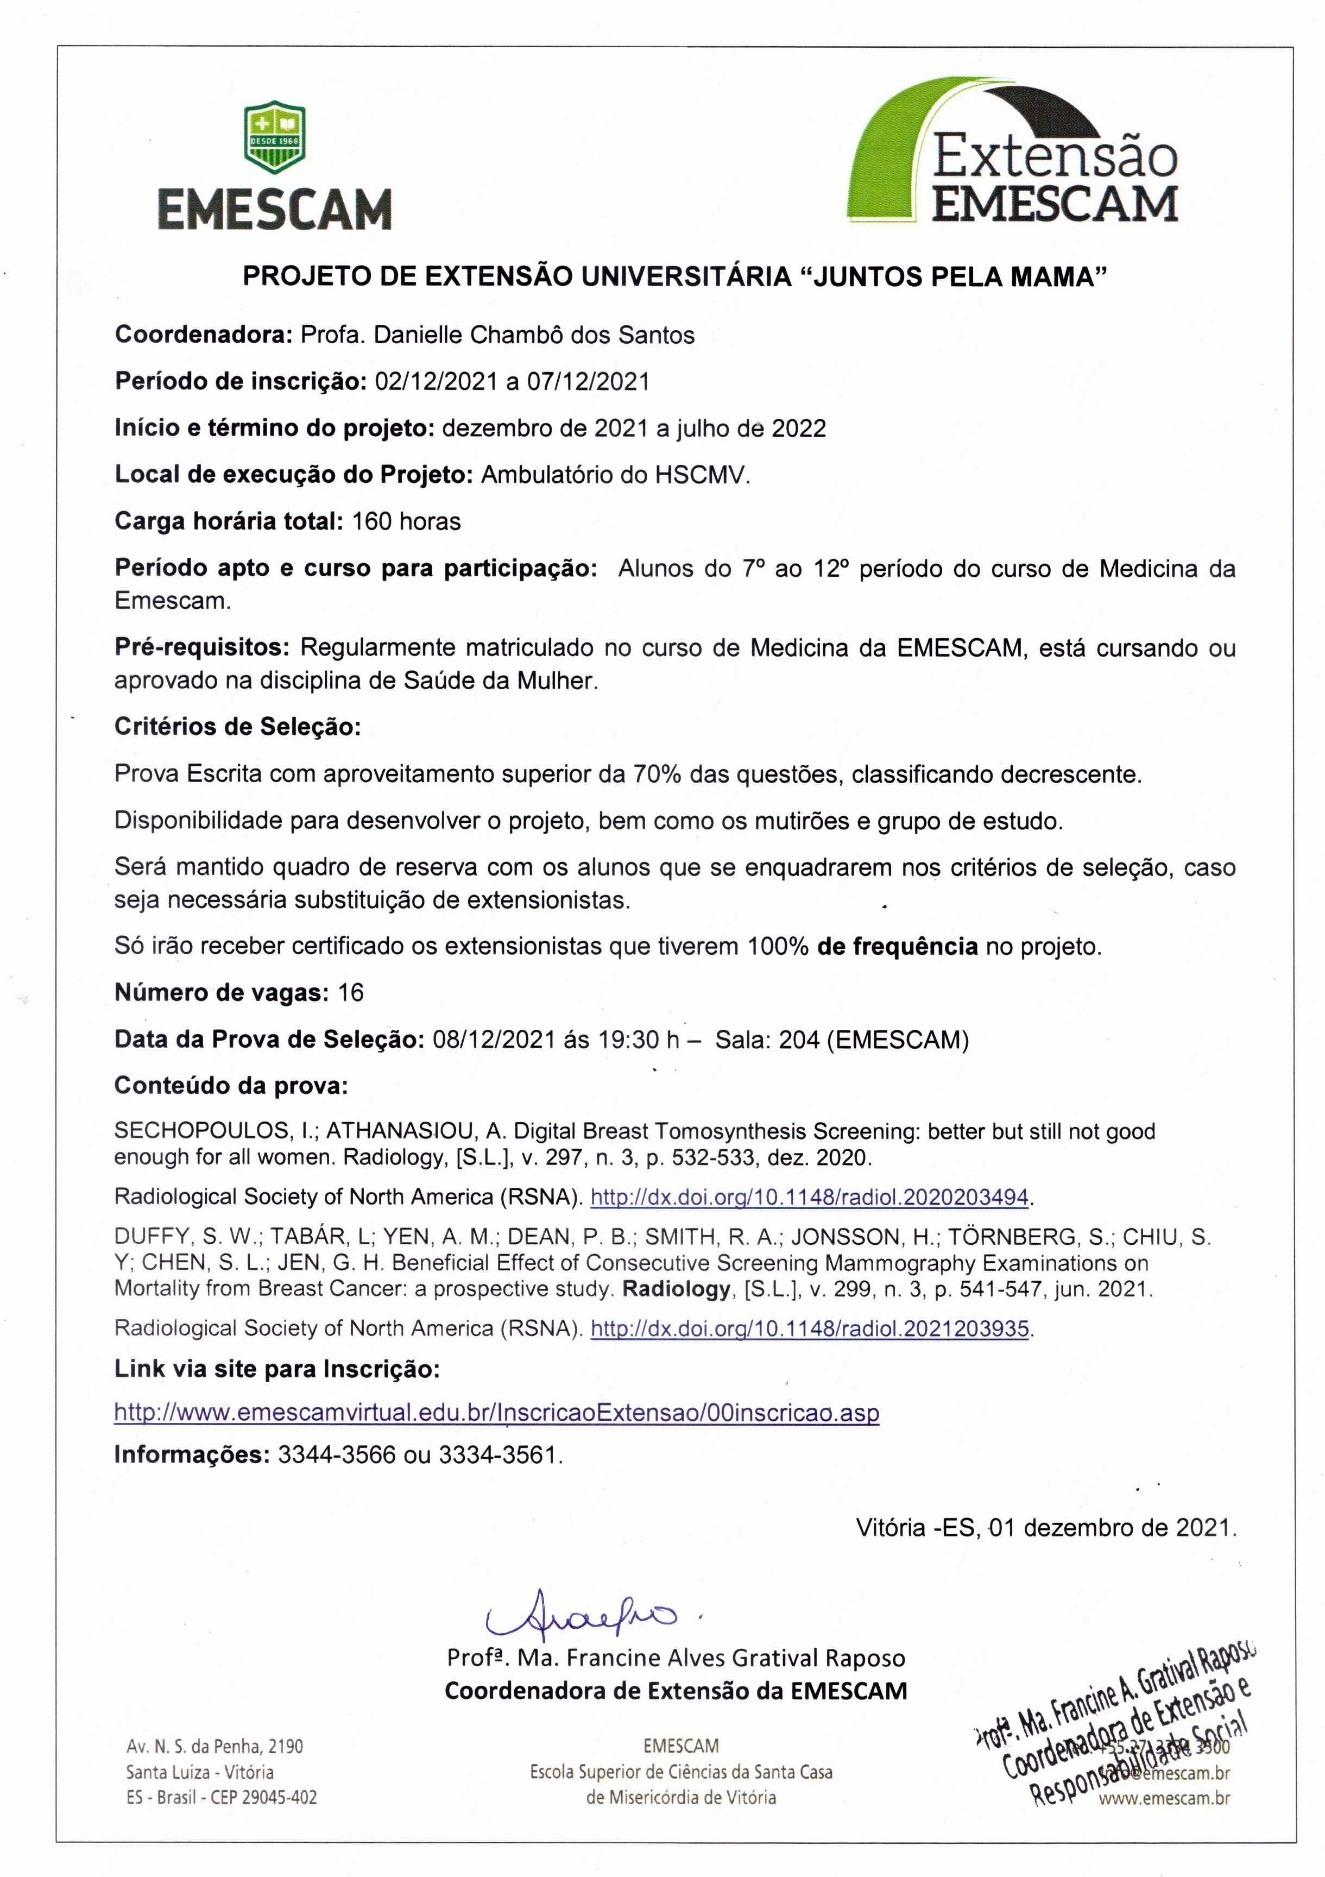 DESDE 1968
EMESCAM
Extensão
EMESCAM
PROJETO DE EXTENSÃO UNIVERSITÁRIA “JUNTOS PELA MAMA”
Coordenadora: Profa. Danielle Chambô dos Santos
Período de inscrição: 02/12/2021 a 07/12/2021
Início e término do projeto: dezembro de 2021 a julho de 2022
Local de execução do Projeto: Ambulatório do HSCMV.
Carga horária total: 160 horas
Período apto e curso para participação: Alunos do 7º ao 12º período do curso de Medicina da
Emescam.
Pré-requisitos: Regularmente matriculado no curso de Medicina da EMESCAM, está cursando ou
aprovado na disciplina de Saúde da Mulher.
Critérios de Seleção:
Prova Escrita com aproveitamento superior da 70% das questões, classificando decrescente.
Disponibilidade para desenvolver o projeto, bem como os mutirões e grupo de estudo.
Será mantido quadro de reserva com os alunos que se enquadrarem nos critérios de seleção, caso
seja necessária substituição de extensionistas.
Só irão receber certificado os extensionistas que tiverem 100% de frequência no projeto.
Número de vagas: 16
Data da Prova de Seleção: 08/12/2021 ás 19:30 h – Sala: 204 (EMESCAM)
Conteúdo da prova:
SECHOPOULOS, I.; ATHANASIOU, A. Digital Breast Tomosynthesis Screening: better but still not good
enough for all women. Radiology, [S.L.], v. 297, n. 3, p. 532-533, dez. 2020.
Radiological Society of North America (RSNA). http://dx.doi.org/10.1148/radiol.2020203494.
DUFFY, S. W.; TABÁR, L; YEN, A. M.; DEAN, P. B.; SMITH, R. A.; JONSSON, H.; TÖRNBERG, S.; CHIU, S.
Y; CHEN, S. L.; JEN, G. H. Beneficial Effect of Consecutive Screening Mammography Examinations on
Mortality from Breast Cancer: a prospective study. Radiology, [S.L.], v. 299, n. 3, p. 541-547, jun. 2021.
Radiological Society of North America (RSNA). http://dx.doi.org/10.1148/radiol.2021203935.
Link via site para Inscrição:
http://www.emescamvirtual.edu.br/InscricaoExtensao/00inscricao.asp
Informações: 3344-3566 ou 3334-3561.
Vitória -ES, 01 dezembro de 2021.
Profª. Ma. Francine Alves Gratival Raposo
Coordenadora de Extensão da EMESCAM
Profª. Ma. Francine A. Gratival Raposo
Coordenadora de Extensão e
Responsabilidade Social
Av. N. S. da Penha, 2190
Santa Luiza - Vitória
ES - Brasil - CEP 29045-402
EMESCAM
Escola Superior de Ciências da Santa Casa
de Misericórdia de Vitória
3500
@emescam.br
www.emescam.br